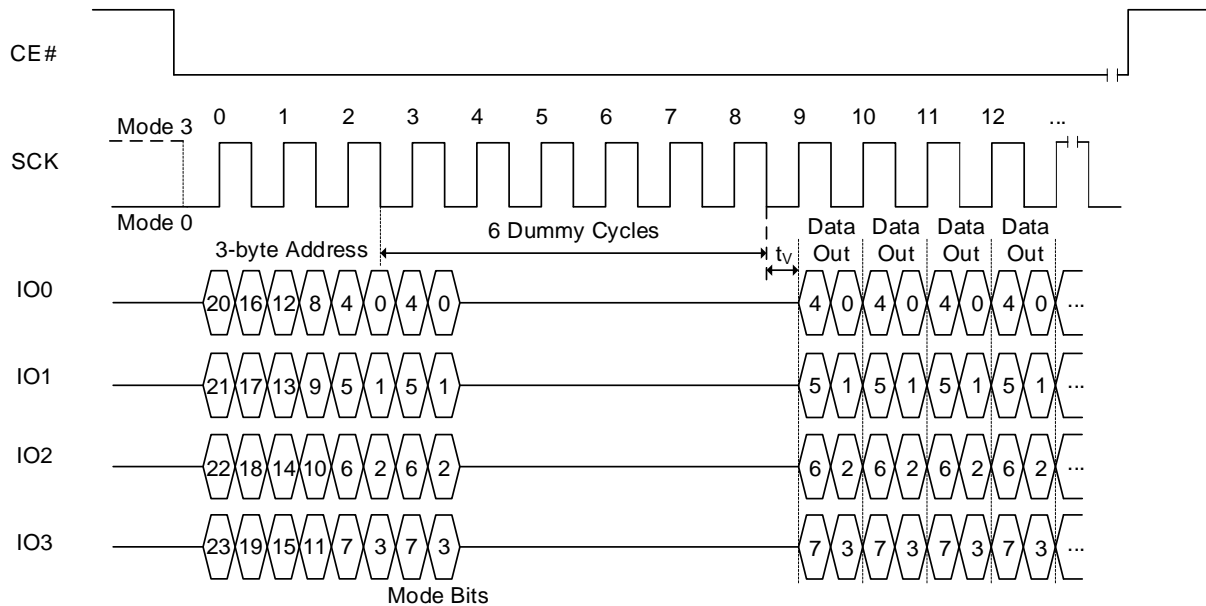 CE#
0 1 2 3 4 5 6 7 8 9 10 11 12 ...
Mode 3
SCK
Mode 0
6 Dummy Cycles
3-byte Address
tV
Data Out
Data Out
Data Out
Data Out
IO0
20 16 12 8 4 0 4 0 4 0 4 0 4 0 4 0 ...
IO1
21 17 13 9 5 1 5 1 5 1 5 1 5 1 5 1 ...
IO2
22 18 14 10 6 2 6 2 6 2 6 2 6 2 6 2 ...
IO3
23 19 15 11 7 3 7 3 7 3 7 3 7 3 7 3 ...
Mode Bits